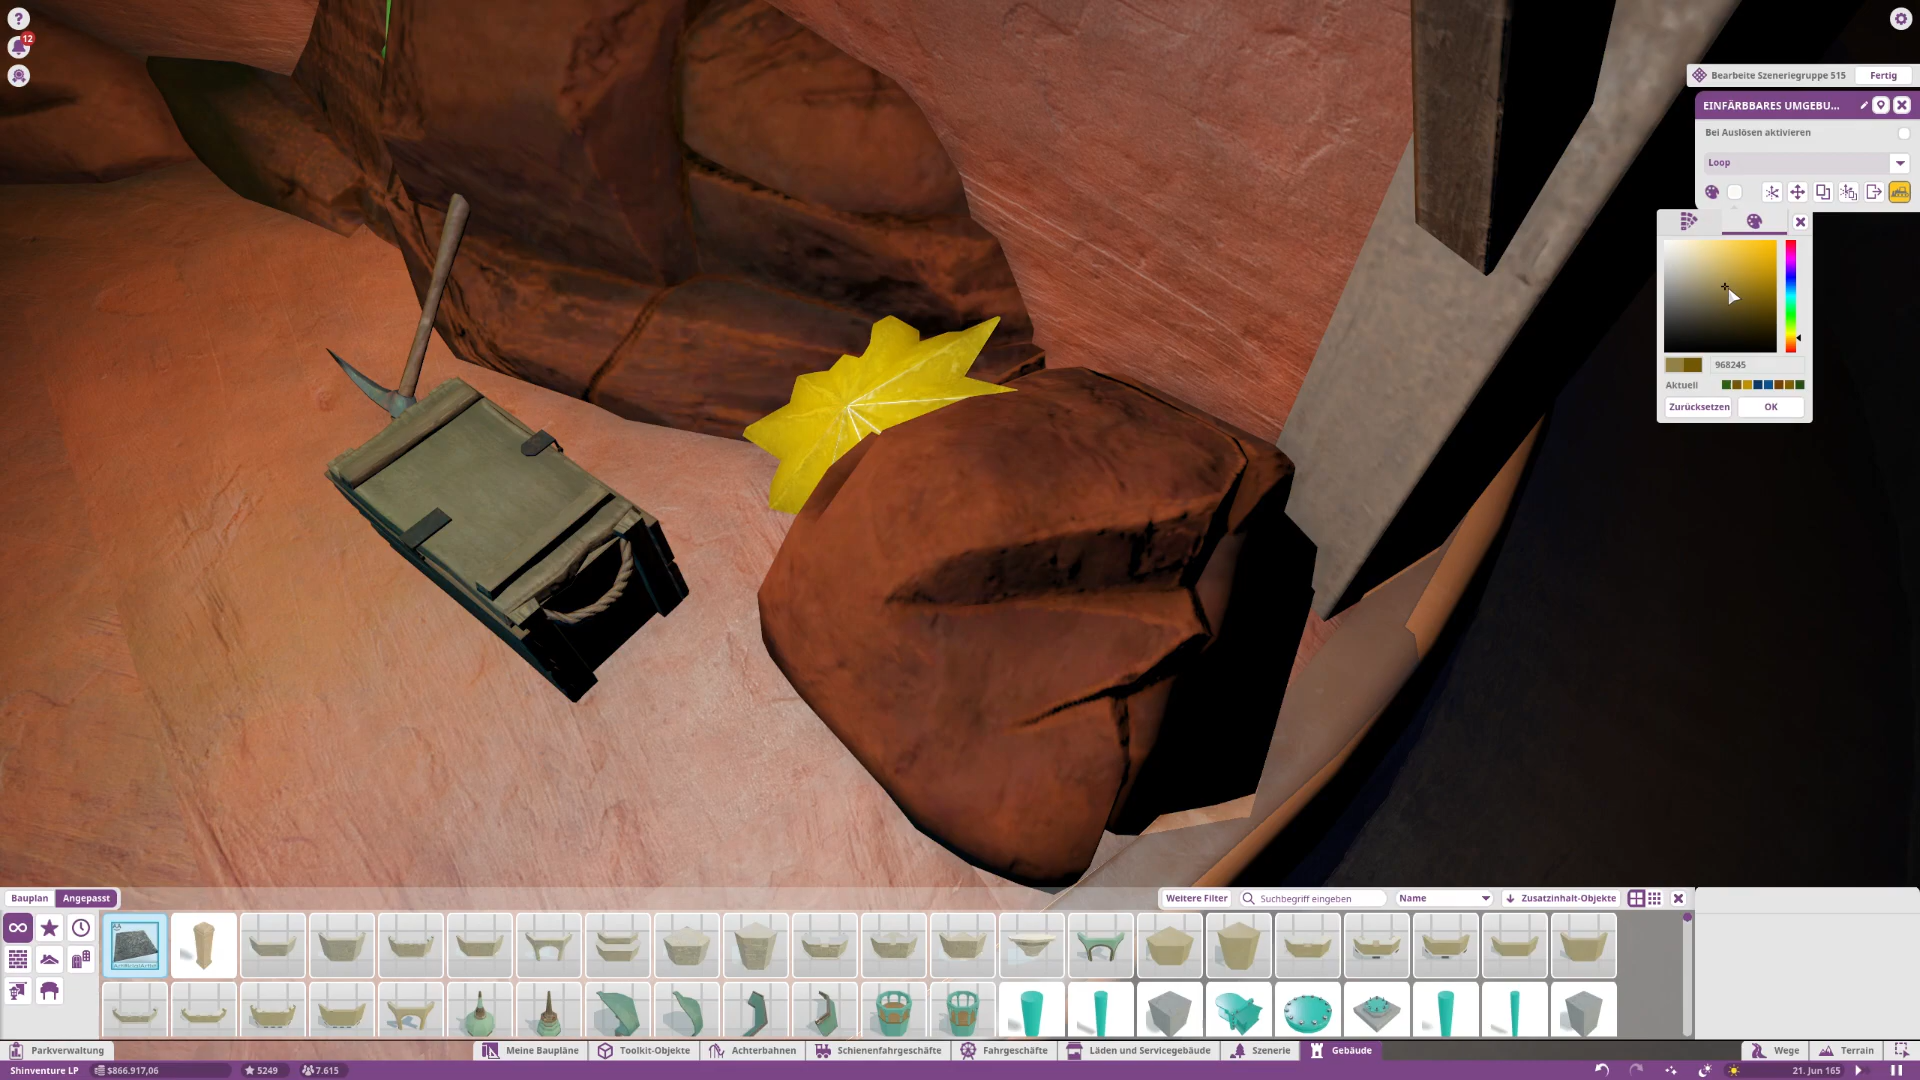 ?
12
Bearbeite Szeneriegruppe 515
Fertig
EINFÄRBBARES UMGEBU...
Bei Auslösen aktivieren
Loop
968245
Aktuell
Zurücksetzen
OK
Bauplan
Angepasst
Weitere Filter
Suchbegriff eingeben
Name
Zusatzinhalt-Objekte
Parkverwaltung
Meine Baupläne
Toolkit-Objekte
Achterbahnen
Schienenfahrgeschäfte
Fahrgeschäfte
Läden und Servicegebäude
Szenerie
Gebäude
Wege
Terrain
Shinventure LP
$866.917,06
5249
7.615
21. Jun 165